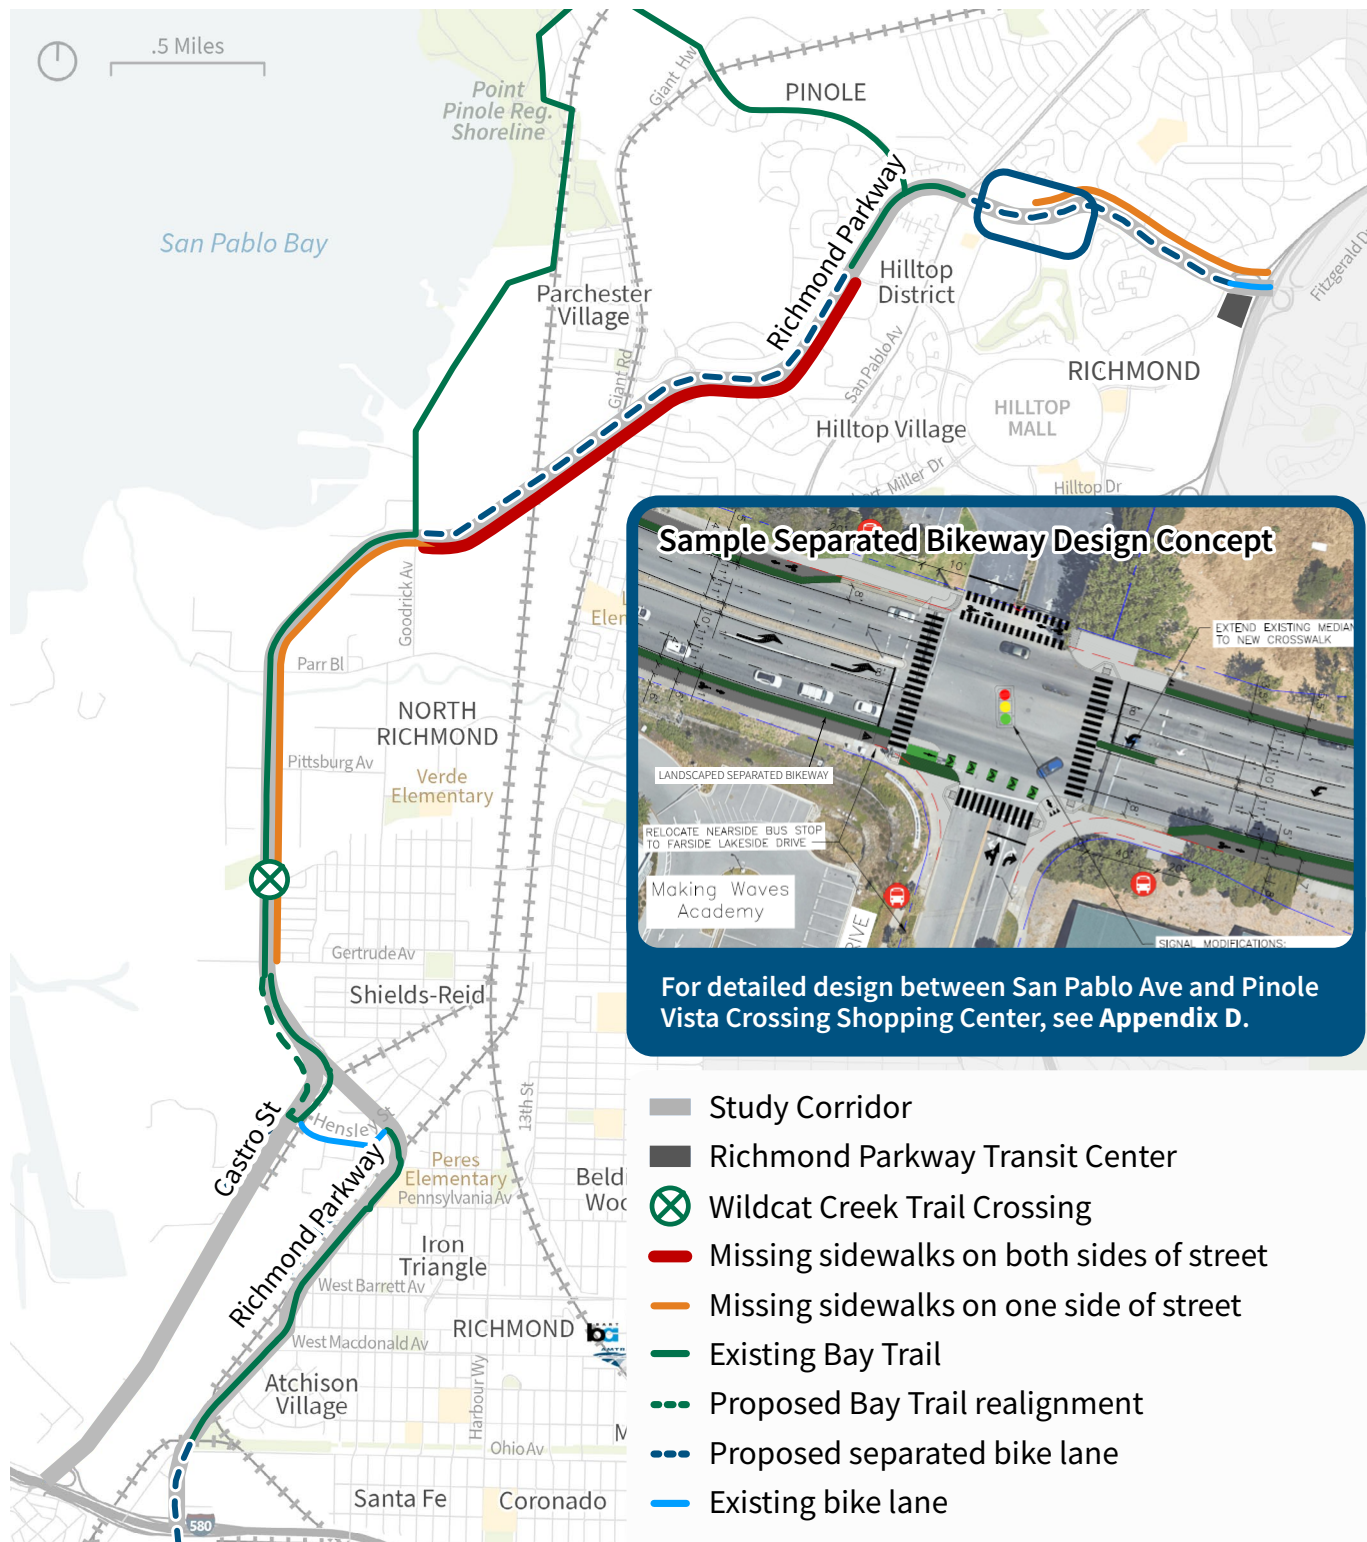 .5 Miles
Point
Pinole Reg.
Shoreline
Giant Hw
PINOLE
San Pablo Bay
Richmond Parkway
Hilltop
District
Fitzgerald Dr
Parchester
Village
Giant Rd
San Pablo Av
RICHMOND
HILLTOP
MALL
Hilltop Village
Miller Dr
Hilltop Dr
Goodrick Av
Parr Bl
NORTH
RICHMOND
Pittsburg Av
Verde
Elementary
Gertrude Av
Shields-Reid
13th St
Castro St
Hensley St
Richmond Parkway
Peres
Elementary
Pennsylvania Av
Iron
Triangle
West Barrett Av
RICHMOND
West Macdonald Av
Atchison
Village
Harbour Wy
Ohio Av
Santa Fe
Coronado
580
Sample Separated Bikeway Design Concept
EXTEND EXISTING MEDIAN
TO NEW CROSSWALK
LANDSCAPED SEPARATED BIKEWAY
RELOCATE NEARSIDE BUS STOP
TO FARSIDE LAKESIDE DRIVE
Making Waves
Academy
SIGNAL MODIFICATIONS:
For detailed design between San Pablo Ave and Pinole
Vista Crossing Shopping Center, see Appendix D.
Study Corridor
Richmond Parkway Transit Center
Wildcat Creek Trail Crossing
Missing sidewalks on both sides of street
Missing sidewalks on one side of street
Existing Bay Trail
Proposed Bay Trail realignment
Proposed separated bike lane
Existing bike lane